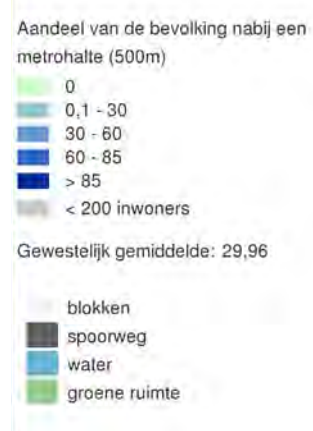 Aandeel van de bevolking nabij een
metrohalte (500m)
0
0,1 - 30
30 - 60
60 - 85
> 85
< 200 inwoners
Gewestelijk gemiddelde: 29,96
blokken
spoorweg
water
groene ruimte